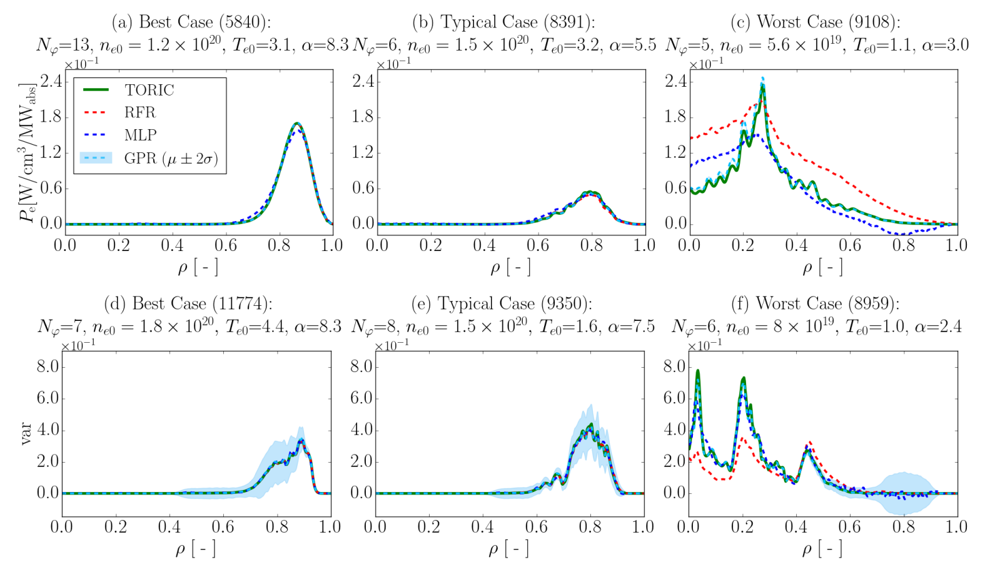 (a) Best Case (5840):
N_φ=13, n_e0 = 1.2 × 10^20, T_e0=3.1, α=8.3
(b) Typical Case (8391):
N_φ=6, n_e0 = 1.5 × 10^20, T_e0=3.2, α=5.5
(c) Worst Case (9108):
N_φ=5, n_e0 = 5.6 × 10^19, T_e0=1.1, α=3.0
×10^−1
×10^−1
×10^−1
P_e[W/cm^3/MW_abs]
2.4
1.8
1.2
0.6
0.0
TORIC
RFR
MLP
GPR (μ ± 2σ)
0.0 0.2 0.4 0.6 0.8 1.0
ρ [ - ]
2.4
1.8
1.2
0.6
0.0
0.0 0.2 0.4 0.6 0.8 1.0
ρ [ - ]
2.4
1.8
1.2
0.6
0.0
0.0 0.2 0.4 0.6 0.8 1.0
ρ [ - ]
(d) Best Case (11774):
N_φ=7, n_e0 = 1.8 × 10^20, T_e0=4.4, α=8.3
(e) Typical Case (9350):
N_φ=8, n_e0 = 1.5 × 10^20, T_e0=1.6, α=7.5
(f) Worst Case (8959):
N_φ=6, n_e0 = 8 × 10^19, T_e0=1.0, α=2.4
×10^−1
×10^−1
×10^−1
var
8.0
6.0
4.0
2.0
0.0
0.0 0.2 0.4 0.6 0.8 1.0
ρ [ - ]
8.0
6.0
4.0
2.0
0.0
0.0 0.2 0.4 0.6 0.8 1.0
ρ [ - ]
8.0
6.0
4.0
2.0
0.0
0.0 0.2 0.4 0.6 0.8 1.0
ρ [ - ]